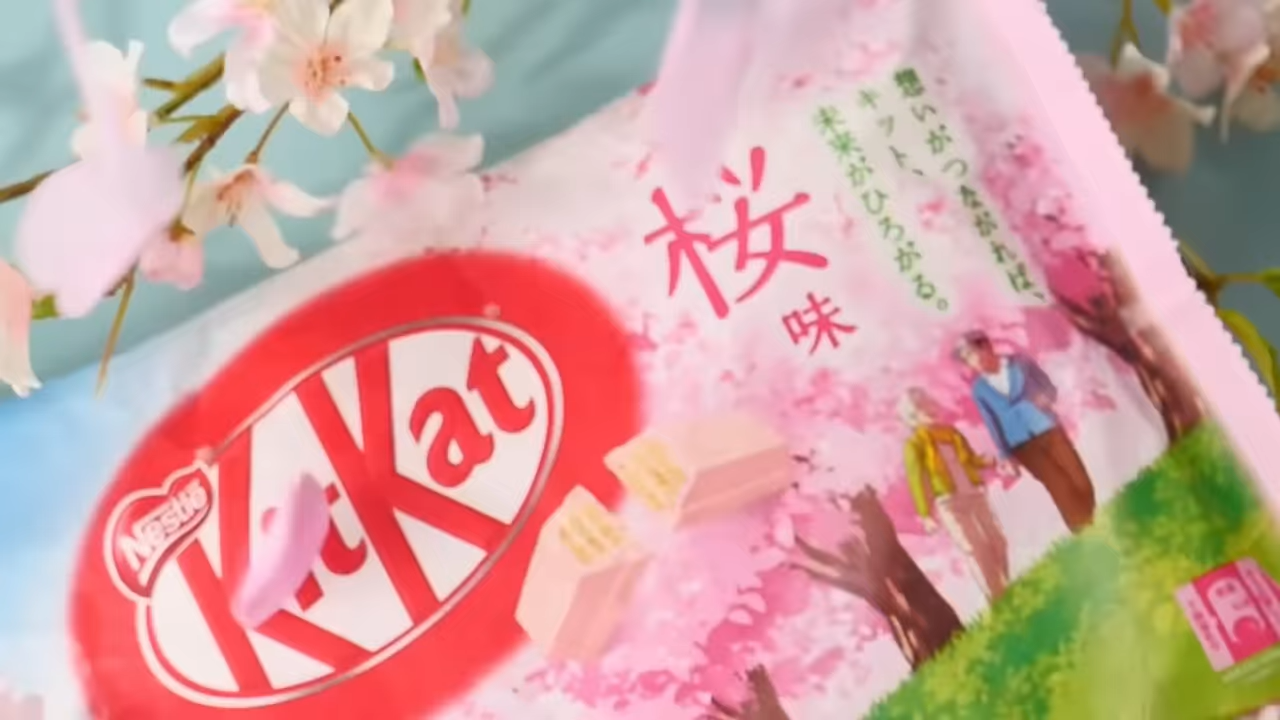 想いがつながれば、
キット、
未来がひろがる。
桜
味
Nestlé
KitKat